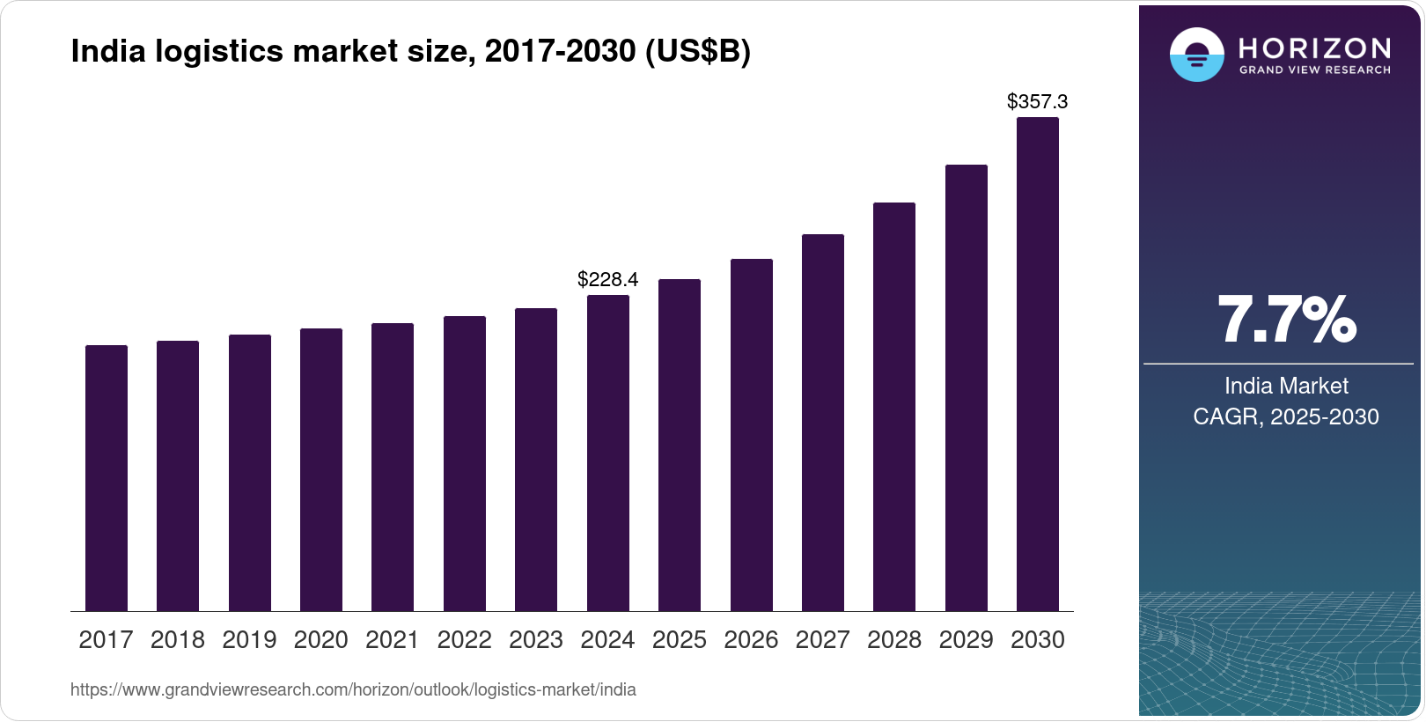 India logistics market size, 2017-2030 (US$B)
HORIZON
GRAND VIEW RESEARCH
$357.3
$228.4
7.7%
India Market
CAGR, 2025-2030
2017 2018 2019 2020 2021 2022 2023 2024 2025 2026 2027 2028 2029 2030
https://www.grandviewresearch.com/horizon/outlook/logistics-market/india